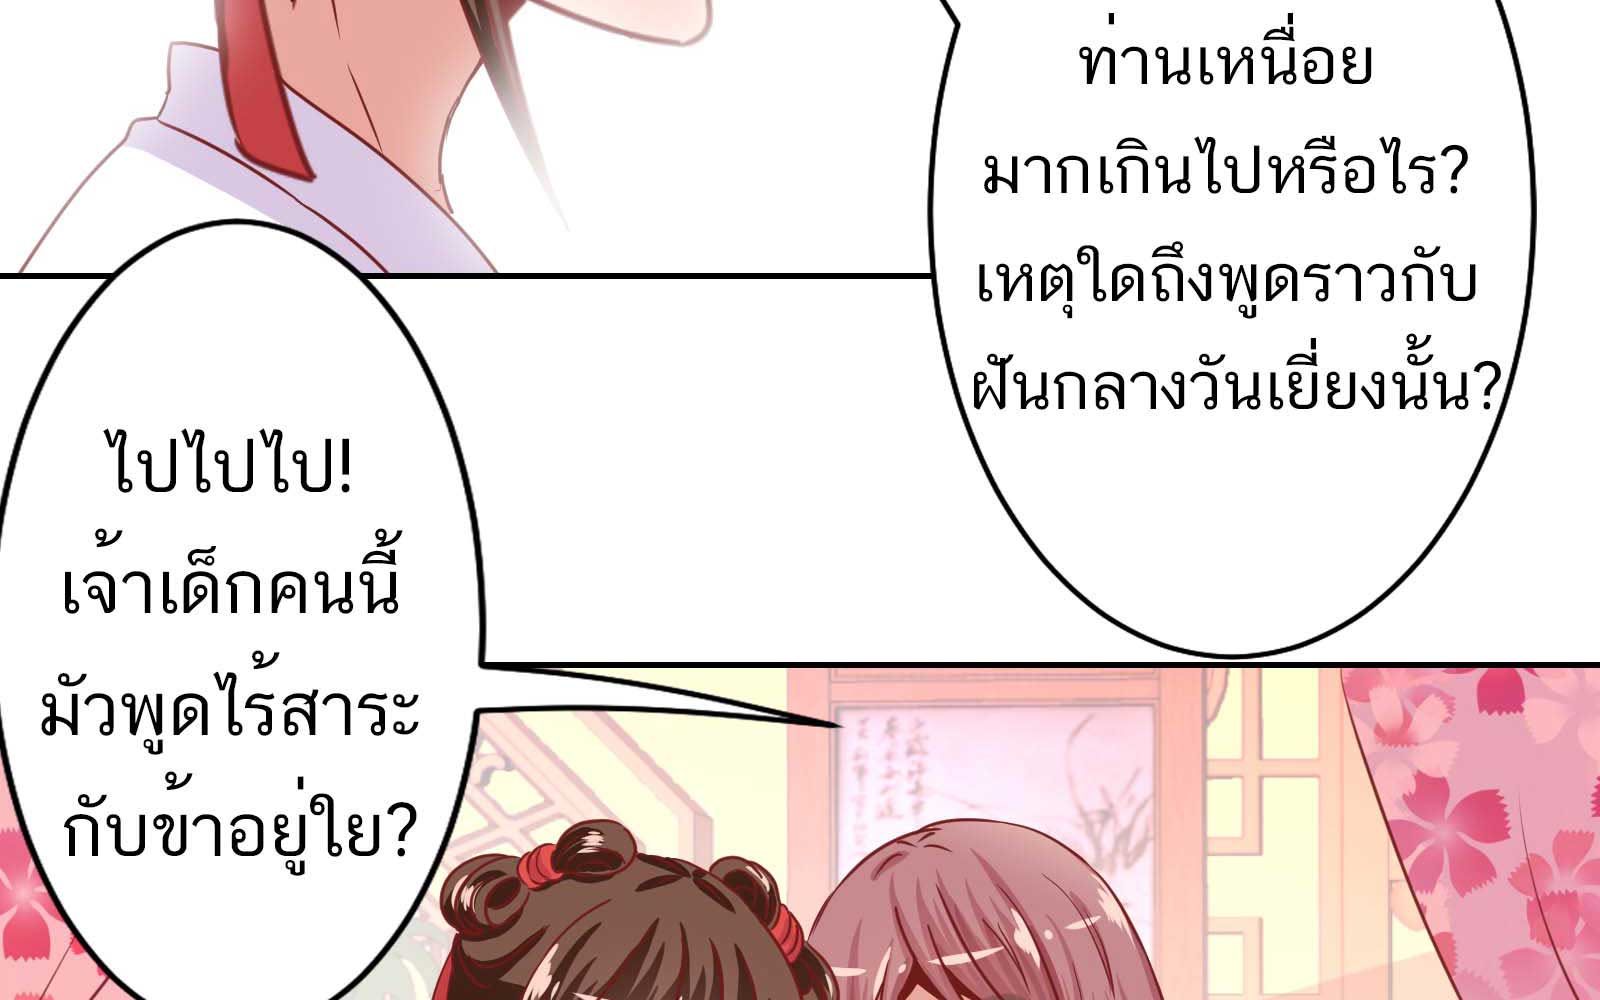 ท่านเหนื่อย
มากเกินไปหรือไร?
เหตุใดถึงพูดราวกับ
ฝันกลางวันเยี่ยงนั้น?
ไปไปไป!
เจ้าเด็กคนนี้
มัวพูดไร้สาระ
กับข้าอยู่ใย?